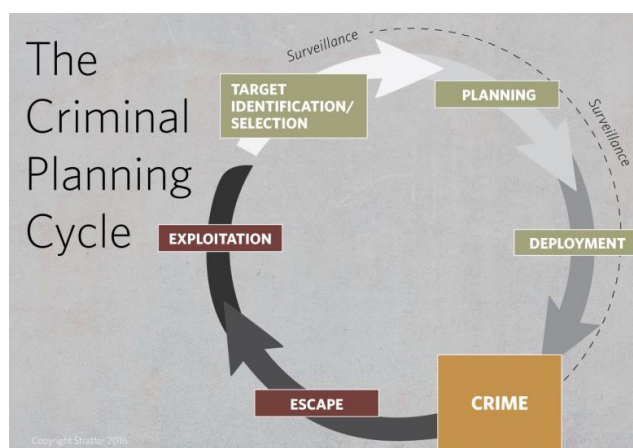 The
Criminal
Planning
Cycle
Surveillance
TARGET
IDENTIFICATION/
SELECTION
PLANNING
Surveillance
EXPLOITATION
DEPLOYMENT
ESCAPE
CRIME
Copyright Stratfor 2016